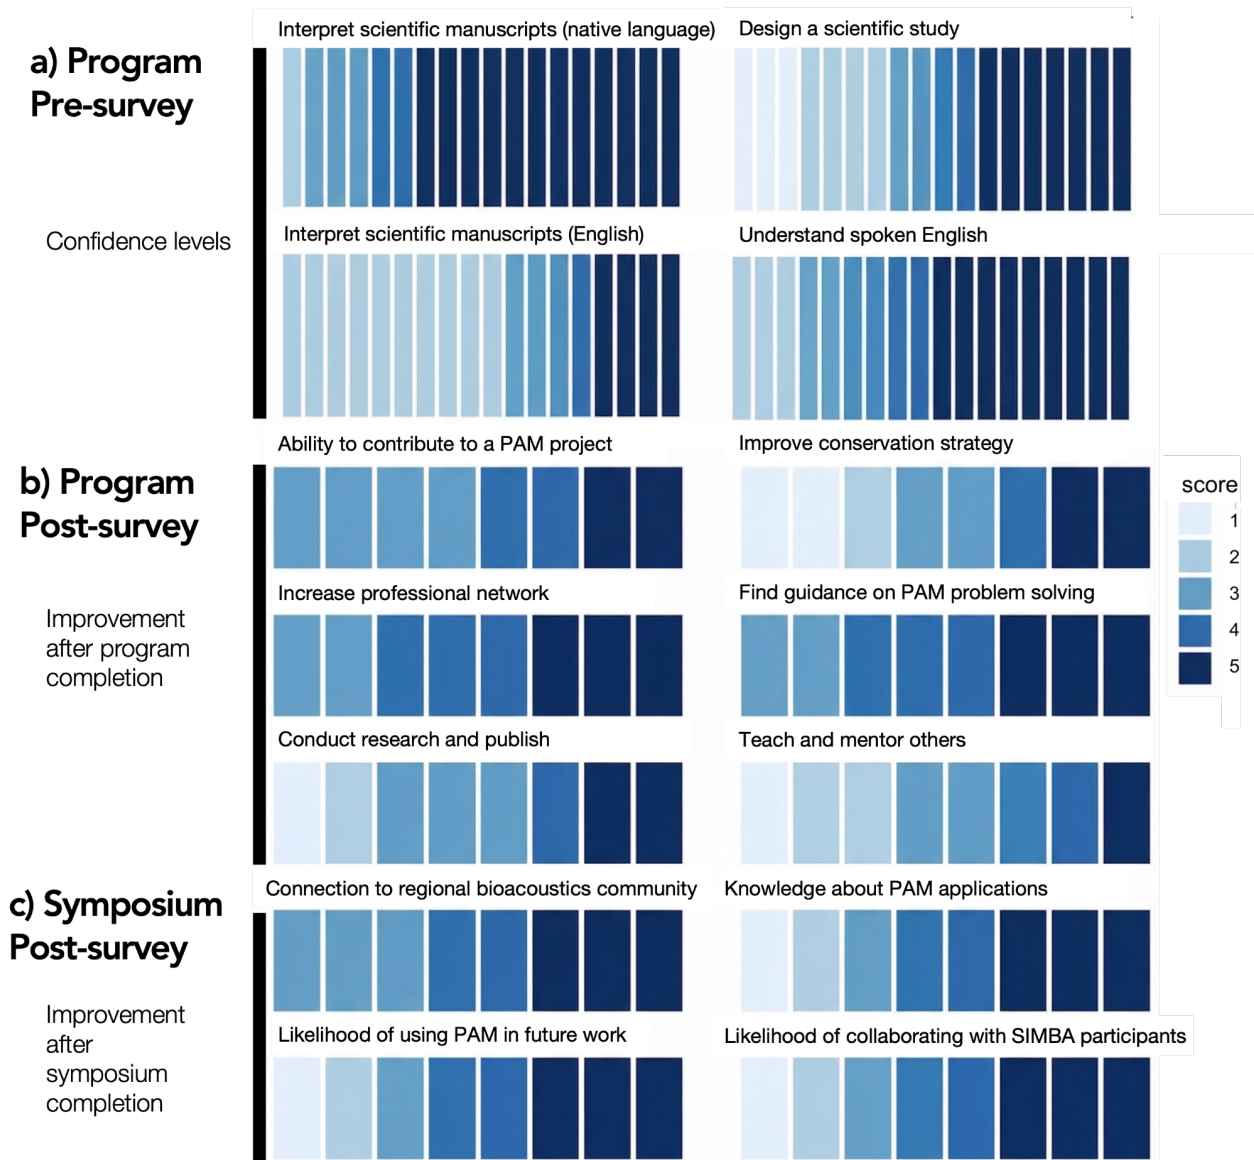 a) Program
Pre-survey
Confidence levels
Interpret scientific manuscripts (native language)
Design a scientific study
Interpret scientific manuscripts (English)
Understand spoken English
b) Program
Post-survey
Improvement
after program
completion
Ability to contribute to a PAM project
Improve conservation strategy
Increase professional network
Find guidance on PAM problem solving
Conduct research and publish
Teach and mentor others
score
1
2
3
4
5
c) Symposium
Post-survey
Improvement
after
symposium
completion
Connection to regional bioacoustics community
Knowledge about PAM applications
Likelihood of using PAM in future work
Likelihood of collaborating with SIMBA participants